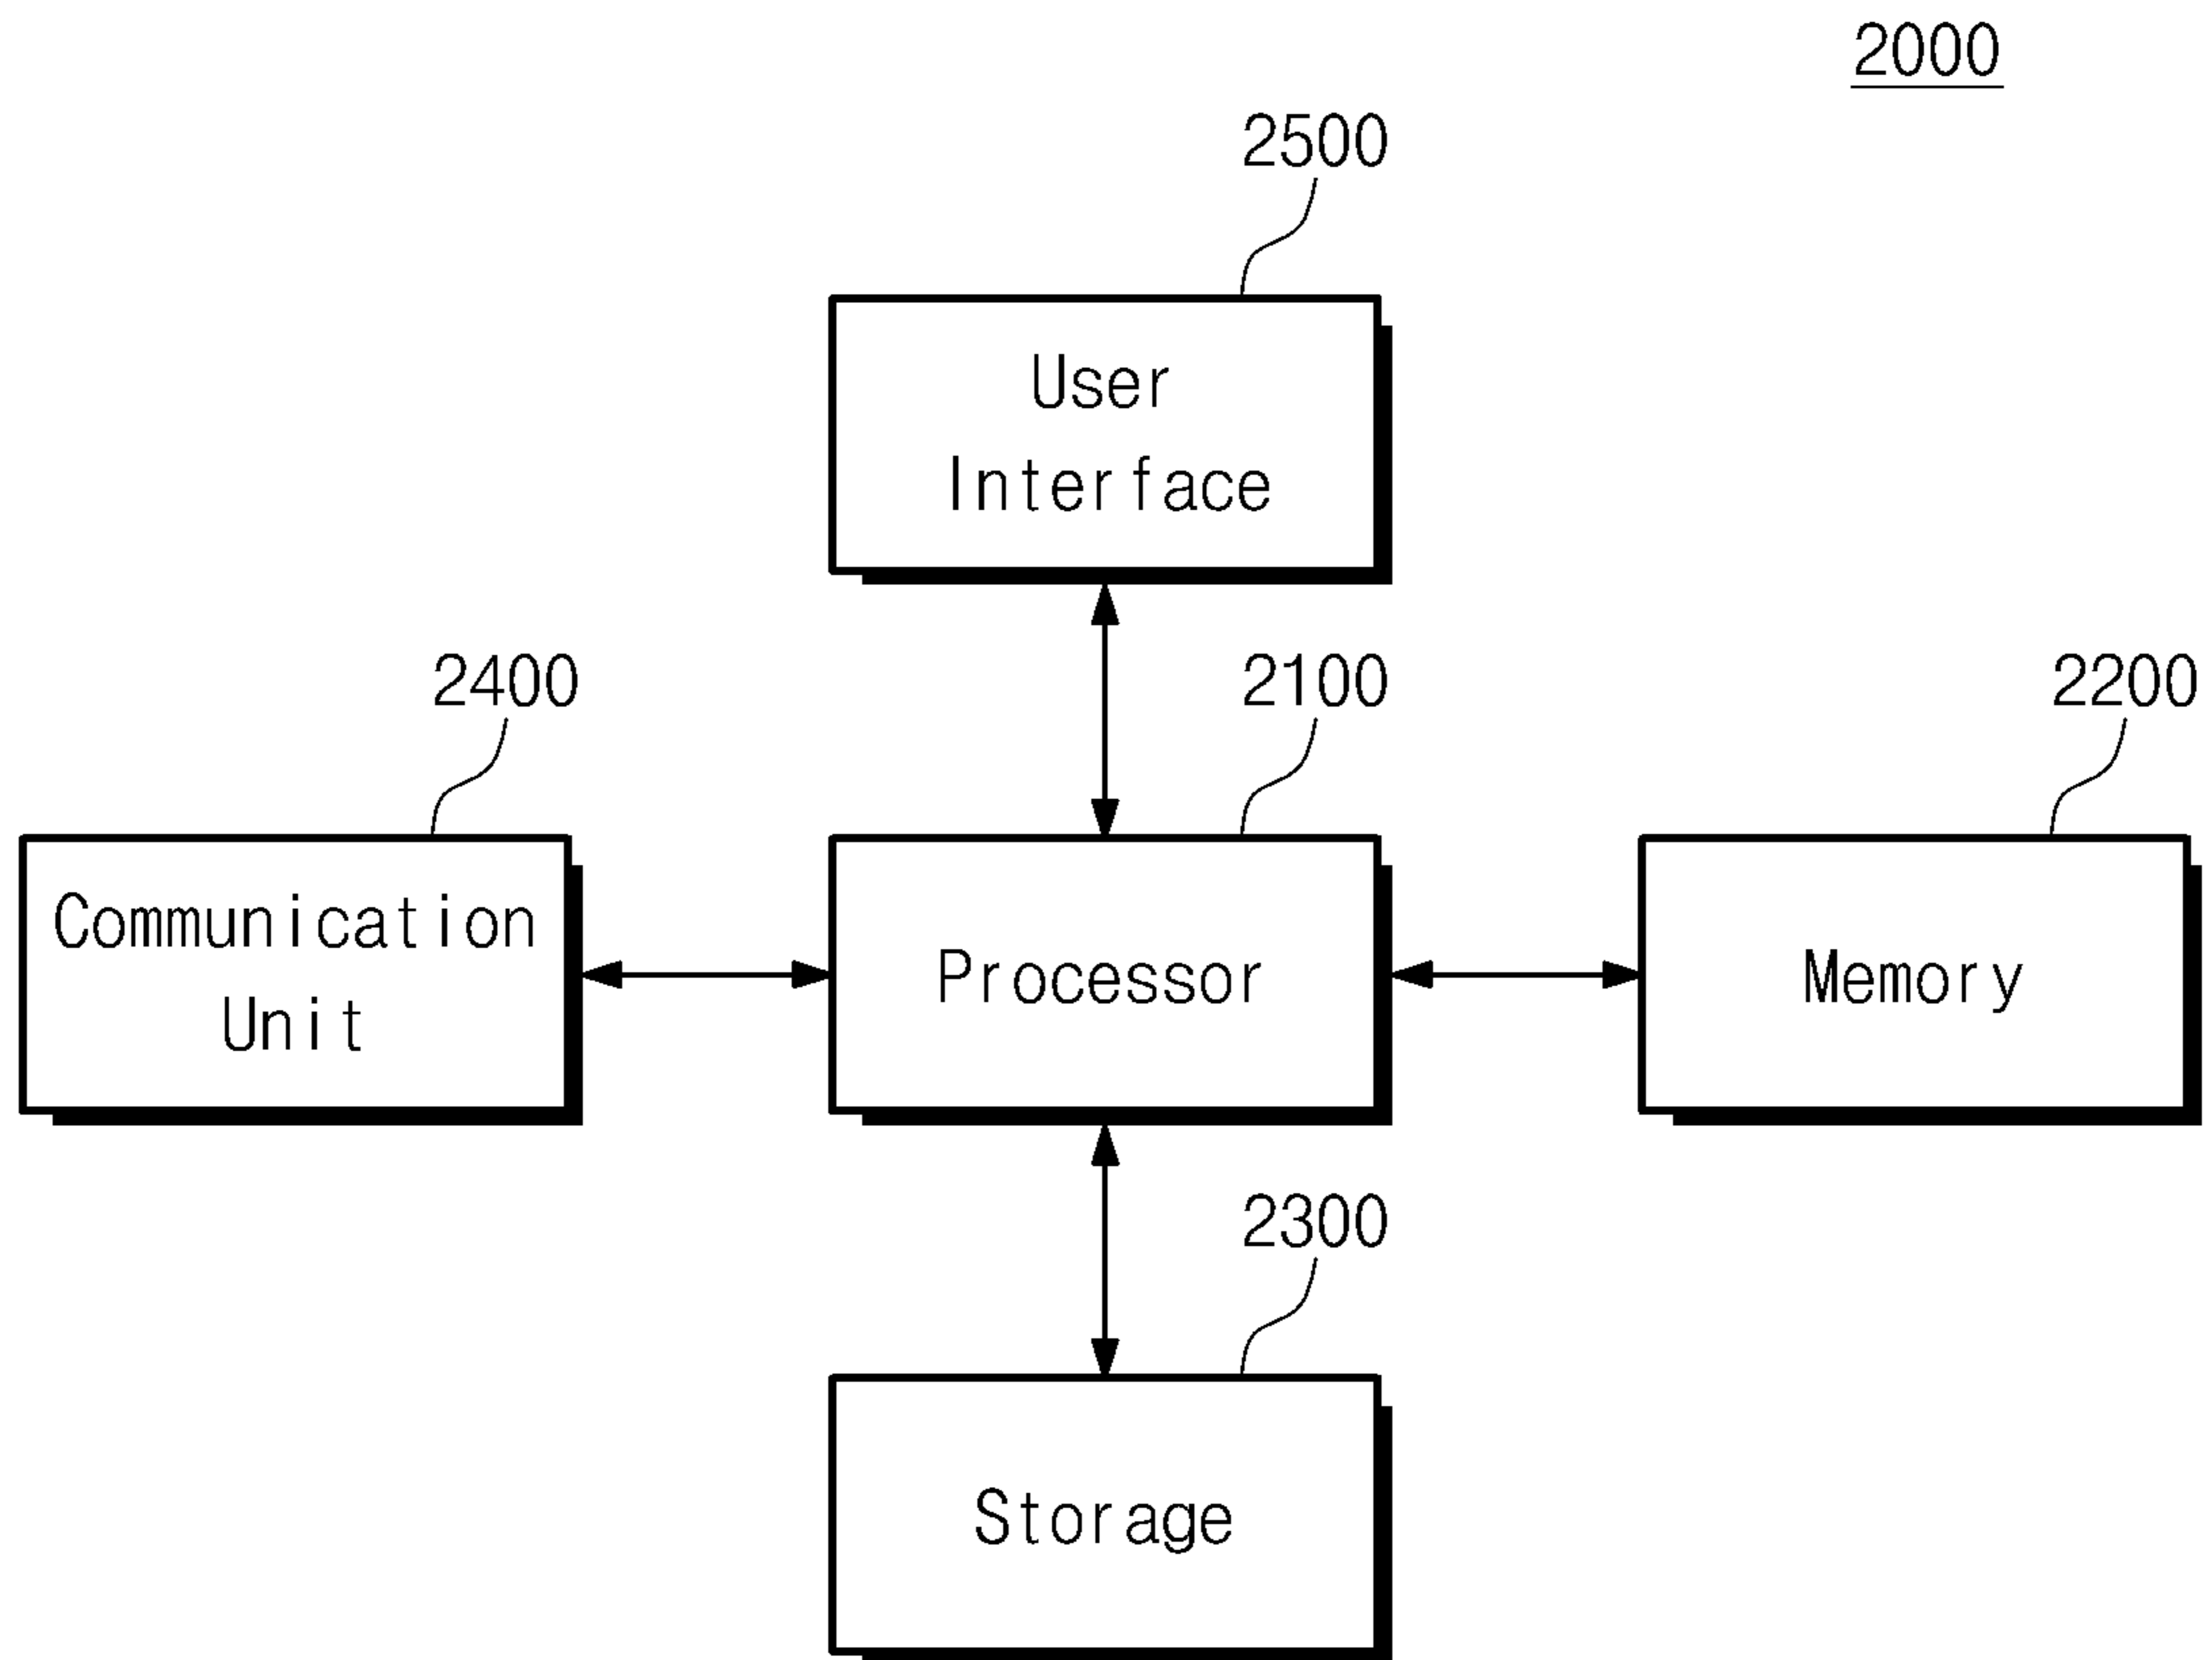 2000
2500
User
Interface
2400
2100
2200
Communication
Unit
Processor
Memory
2300
Storage